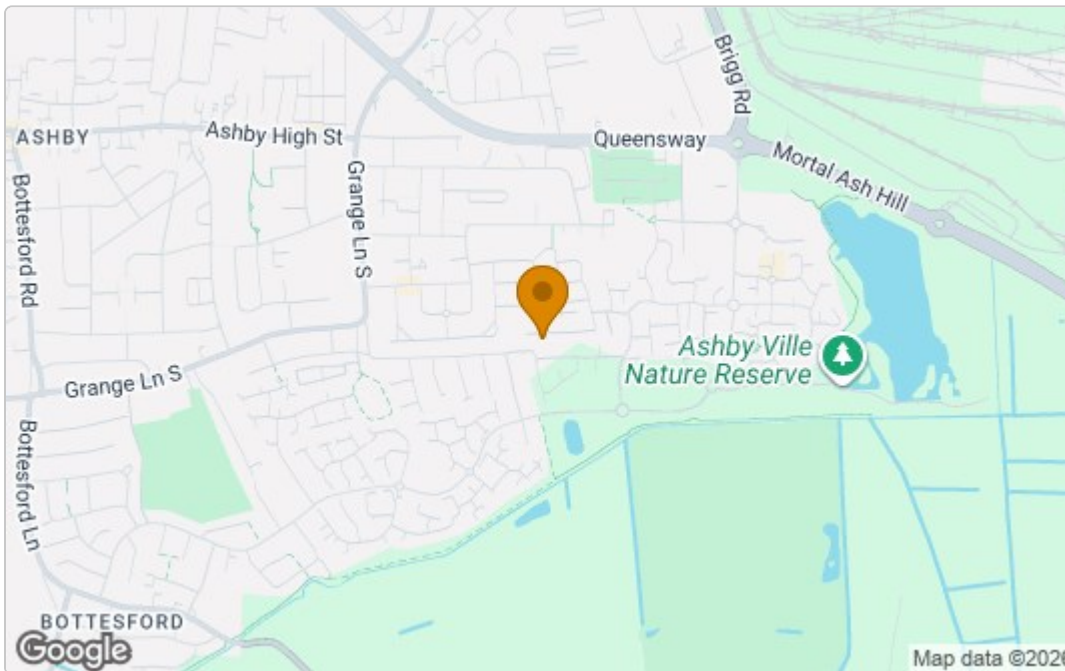 Brigg Rd
ASHBY
Ashby High St
Queensway
Mortal Ash Hill
Grange Ln S
Bottesford Rd
Ashby Ville
Nature Reserve
Grange Ln S
Bottesford Ln
BOTTESFORD
Google
Map data ©2026